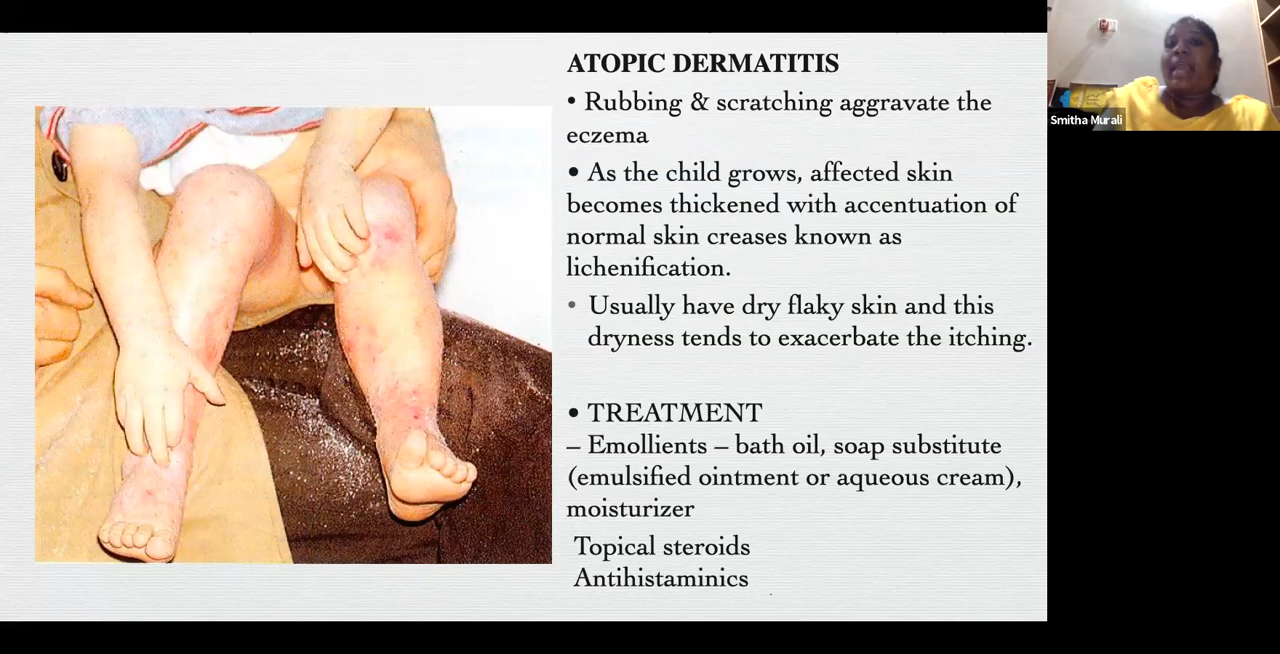 ATOPIC DERMATITIS
• Rubbing & scratching aggravate the
eczema
• As the child grows, affected skin
becomes thickened with accentuation of
normal skin creases known as
lichenification.
• Usually have dry flaky skin and this
dryness tends to exacerbate the itching.
• TREATMENT
– Emollients – bath oil, soap substitute
(emulsified ointment or aqueous cream),
moisturizer
Topical steroids
Antihistaminics
Smitha Murali